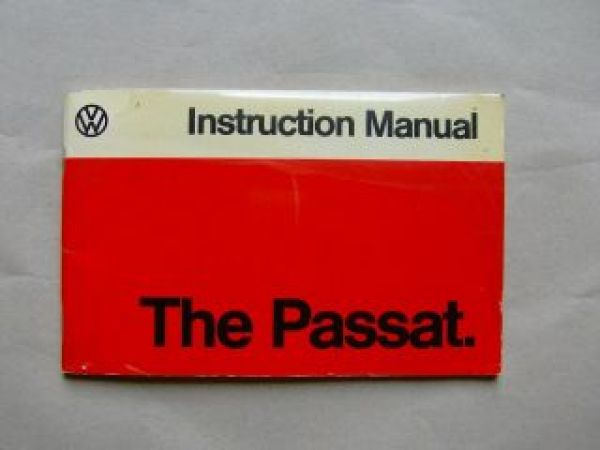 VW
Instruction Manual
The Passat.